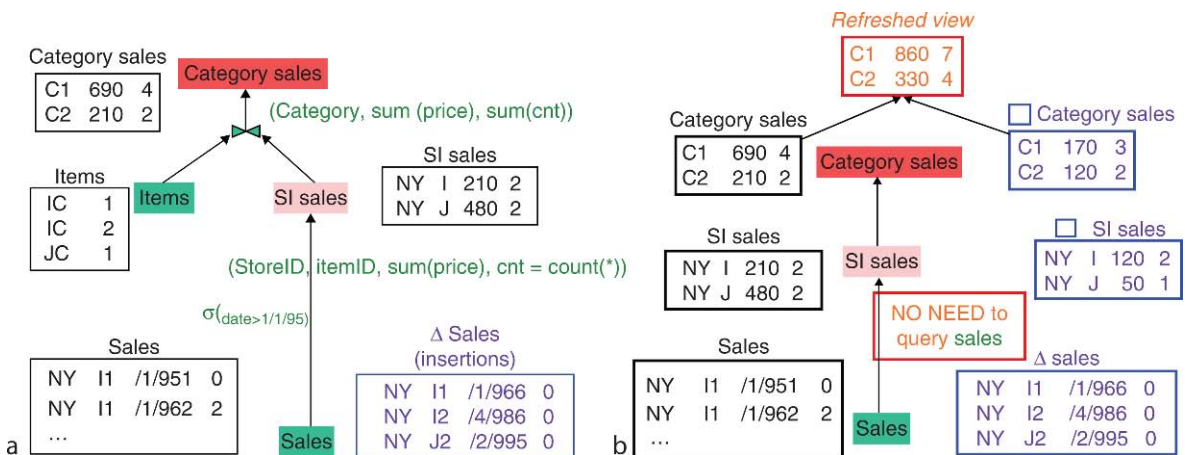 Category sales
C1 690 4
C2 210 2
Category sales
(Category, sum (price), sum(cnt))
Items
IC 1
IC 2
JC 1
Items
SI sales
SI sales
NY I 210 2
NY J 480 2
(StoreID, itemID, sum(price), cnt = count(*))
σ(date>1/1/95)
Sales
NY I1 /1/951 0
NY I1 /1/962 2
...
Δ Sales
(insertions)
NY I1 /1/966 0
NY I2 /4/986 0
NY J2 /2/995 0
Sales
a
Refreshed view
C1 860 7
C2 330 4
Category sales
C1 690 4
C2 210 2
Category sales
Category sales
C1 170 3
C2 120 2
SI sales
NY I 210 2
NY J 480 2
SI sales
SI sales
NY I 120 2
NY J 50 1
NO NEED to
query sales
Sales
NY I1 /1/951 0
NY I1 /1/962 2
...
Sales
Δ sales
NY I1 /1/966 0
NY I2 /4/986 0
NY J2 /2/995 0
b